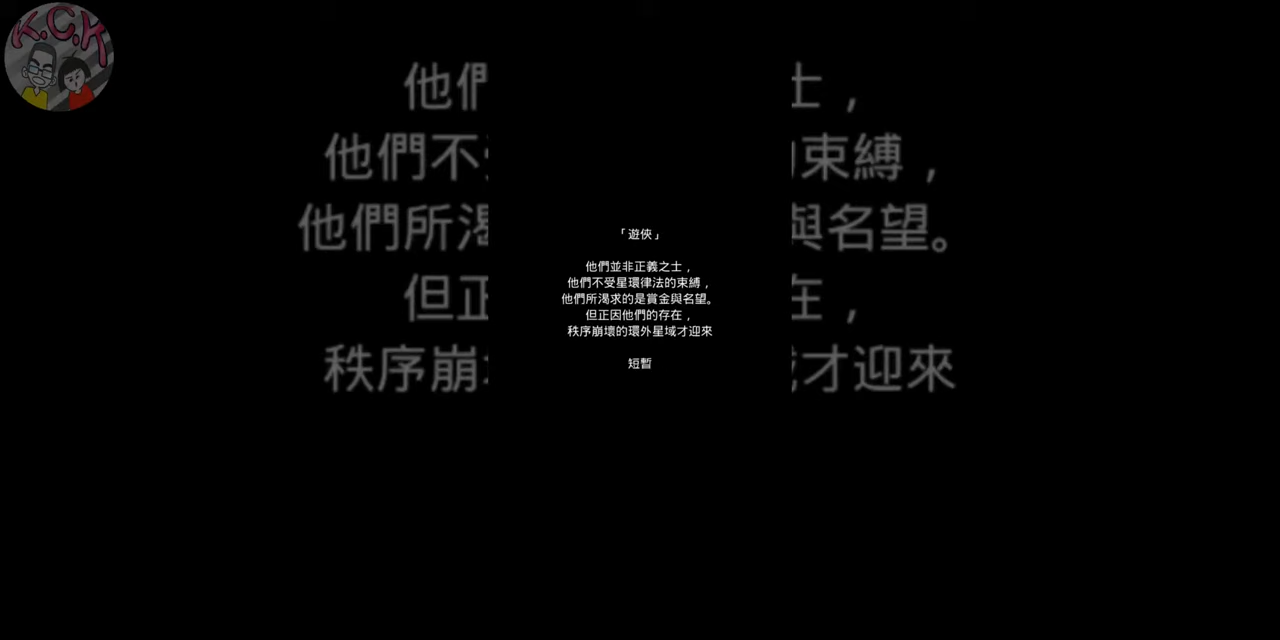 K.C.K
「遊俠」
他們並非正義之士，
他們不受星環律法的束縛，
他們所渴求的是賞金與名望。
但正因他們的存在，
秩序崩壞的環外星域才迎來
短暫